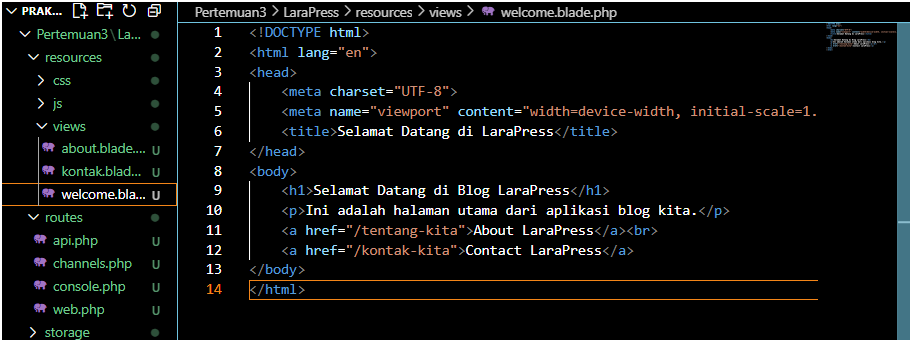 PRAK...
Pertemuan3 \ La...
resources
css
js
views
about.blade....
U
kontak.blad...
U
welcome.bla...
U
routes
api.php
U
channels.php
U
console.php
U
web.php
U
storage
Pertemuan3 > LaraPress > resources > views > welcome.blade.php
1 <!DOCTYPE html>
2 <html lang="en">
3 <head>
4 <meta charset="UTF-8">
5 <meta name="viewport" content="width=device-width, initial-scale=1.
6 <title>Selamat Datang di LaraPress</title>
7 </head>
8 <body>
9 <h1>Selamat Datang di Blog LaraPress</h1>
10 <p>Ini adalah halaman utama dari aplikasi blog kita.</p>
11 <a href="/tentang-kita">About LaraPress</a><br>
12 <a href="/kontak-kita">Contact LaraPress</a>
13 </body>
14 </html>